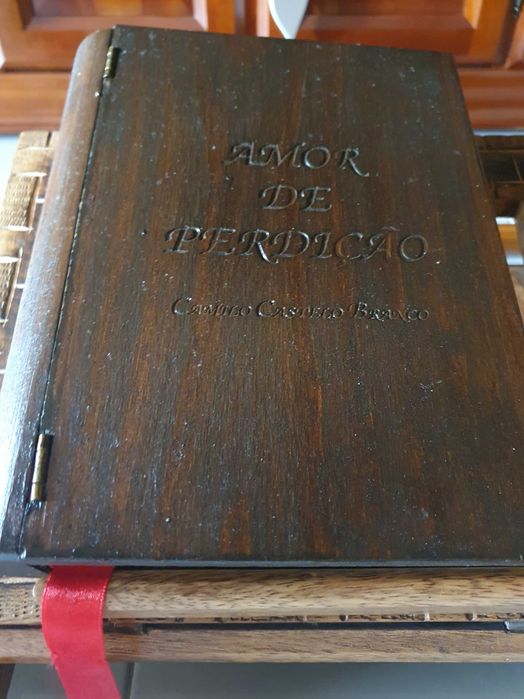 AMOR
DE
PERDIÇÃO
CAMILO CASTELO BRANCO